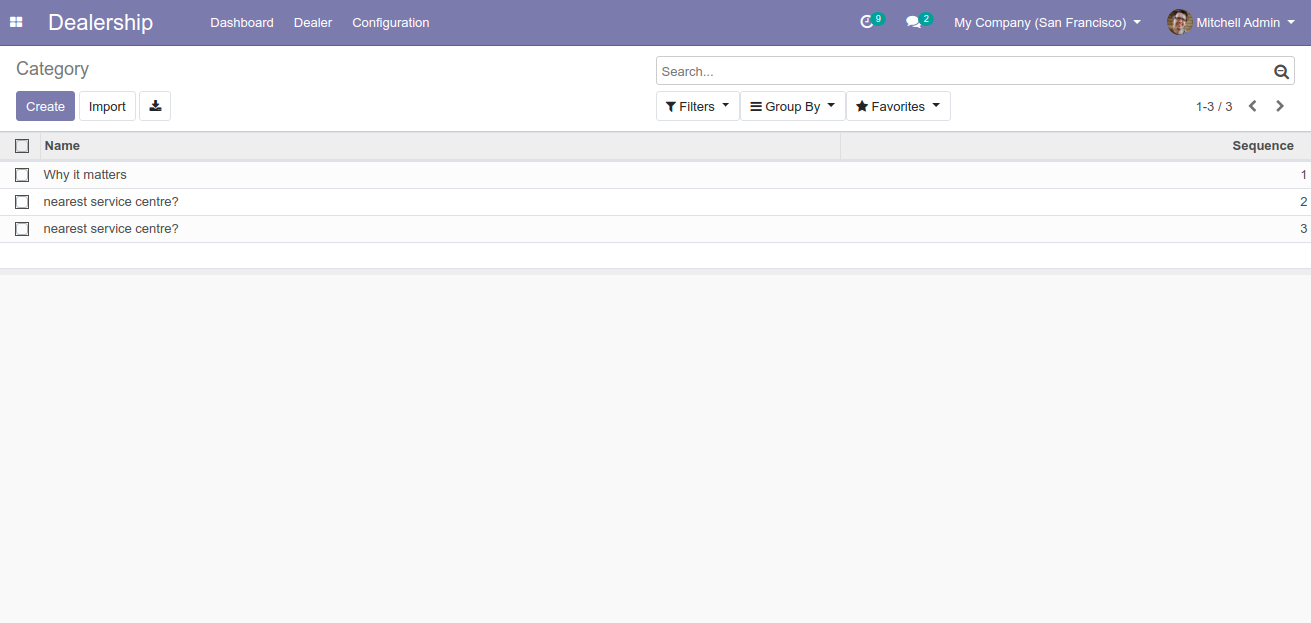 Dealership Dashboard Dealer Configuration 9 2 My Company (San Francisco) Mitchell Admin
Category
Search...
Create Import Filters Group By Favorites 1-3 / 3
Name Sequence
Why it matters 1
nearest service centre? 2
nearest service centre? 3